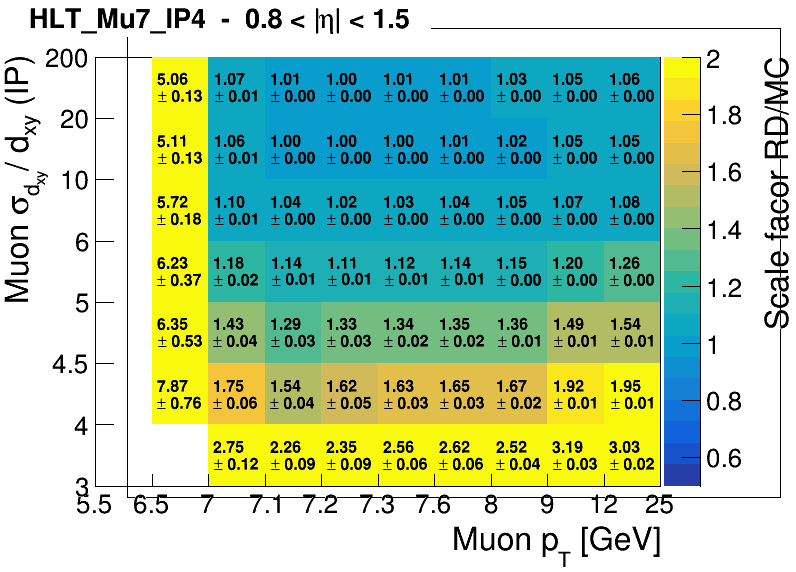 HLT_Mu7_IP4 - 0.8 < |η| < 1.5
Muon σ_{d_{xy}} / d_{xy} (IP)
200
20
10
6
5
4.5
4
3
5.06 1.07 1.01 1.00 1.01 1.01 1.03 1.05 1.06
± 0.13 ± 0.01 ± 0.00 ± 0.00 ± 0.00 ± 0.00 ± 0.00 ± 0.00 ± 0.00
5.11 1.06 1.00 1.00 1.00 1.01 1.02 1.05 1.05
± 0.13 ± 0.01 ± 0.00 ± 0.00 ± 0.00 ± 0.00 ± 0.00 ± 0.00 ± 0.00
5.72 1.10 1.04 1.02 1.03 1.04 1.05 1.07 1.08
± 0.18 ± 0.01 ± 0.00 ± 0.00 ± 0.00 ± 0.00 ± 0.00 ± 0.00 ± 0.00
6.23 1.18 1.14 1.11 1.12 1.14 1.15 1.20 1.26
± 0.37 ± 0.02 ± 0.01 ± 0.01 ± 0.01 ± 0.01 ± 0.00 ± 0.00 ± 0.00
6.35 1.43 1.29 1.33 1.34 1.35 1.36 1.49 1.54
± 0.53 ± 0.04 ± 0.03 ± 0.03 ± 0.02 ± 0.02 ± 0.01 ± 0.01 ± 0.01
7.87 1.75 1.54 1.62 1.63 1.65 1.67 1.92 1.95
± 0.76 ± 0.06 ± 0.04 ± 0.05 ± 0.03 ± 0.03 ± 0.02 ± 0.01 ± 0.01
2.75 2.26 2.35 2.56 2.62 2.52 3.19 3.03
± 0.12 ± 0.09 ± 0.09 ± 0.06 ± 0.06 ± 0.04 ± 0.03 ± 0.02
5.5 6.5 7 7.1 7.2 7.3 7.6 8 9 12 25
Muon p_T [GeV]
2
1.8
1.6
1.4
1.2
1
0.8
0.6
Scale facor RD/MC